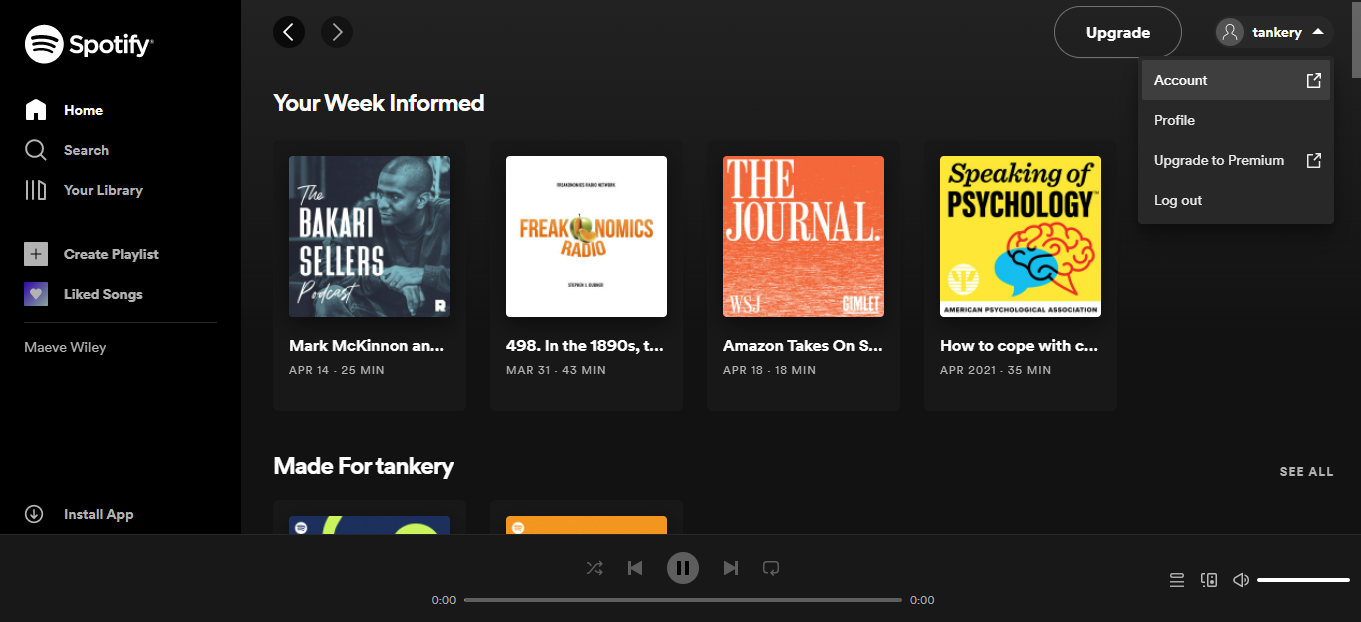 Spotify
Home
Search
Your Library
Create Playlist
Liked Songs
Maeve Wiley
Install App
Upgrade
tankery
Account
Profile
Upgrade to Premium
Log out
Your Week Informed
The
BAKARI
SELLERS
Podcast
R
Mark McKinnon an...
APR 14 · 25 MIN
FREAKONOMICS RADIO NETWORK
FREAKONOMICS
RADIO
STEPHEN J. DUBNER
498. In the 1890s, t...
MAR 31 · 43 MIN
THE
JOURNAL.
WSJ
GIMLET
Amazon Takes On S...
APR 18 · 18 MIN
Speaking of
PSYCHOLOGY™
AMERICAN PSYCHOLOGICAL ASSOCIATION
How to cope with c...
APR 2021 · 35 MIN
Made For tankery
SEE ALL
0:00
0:00